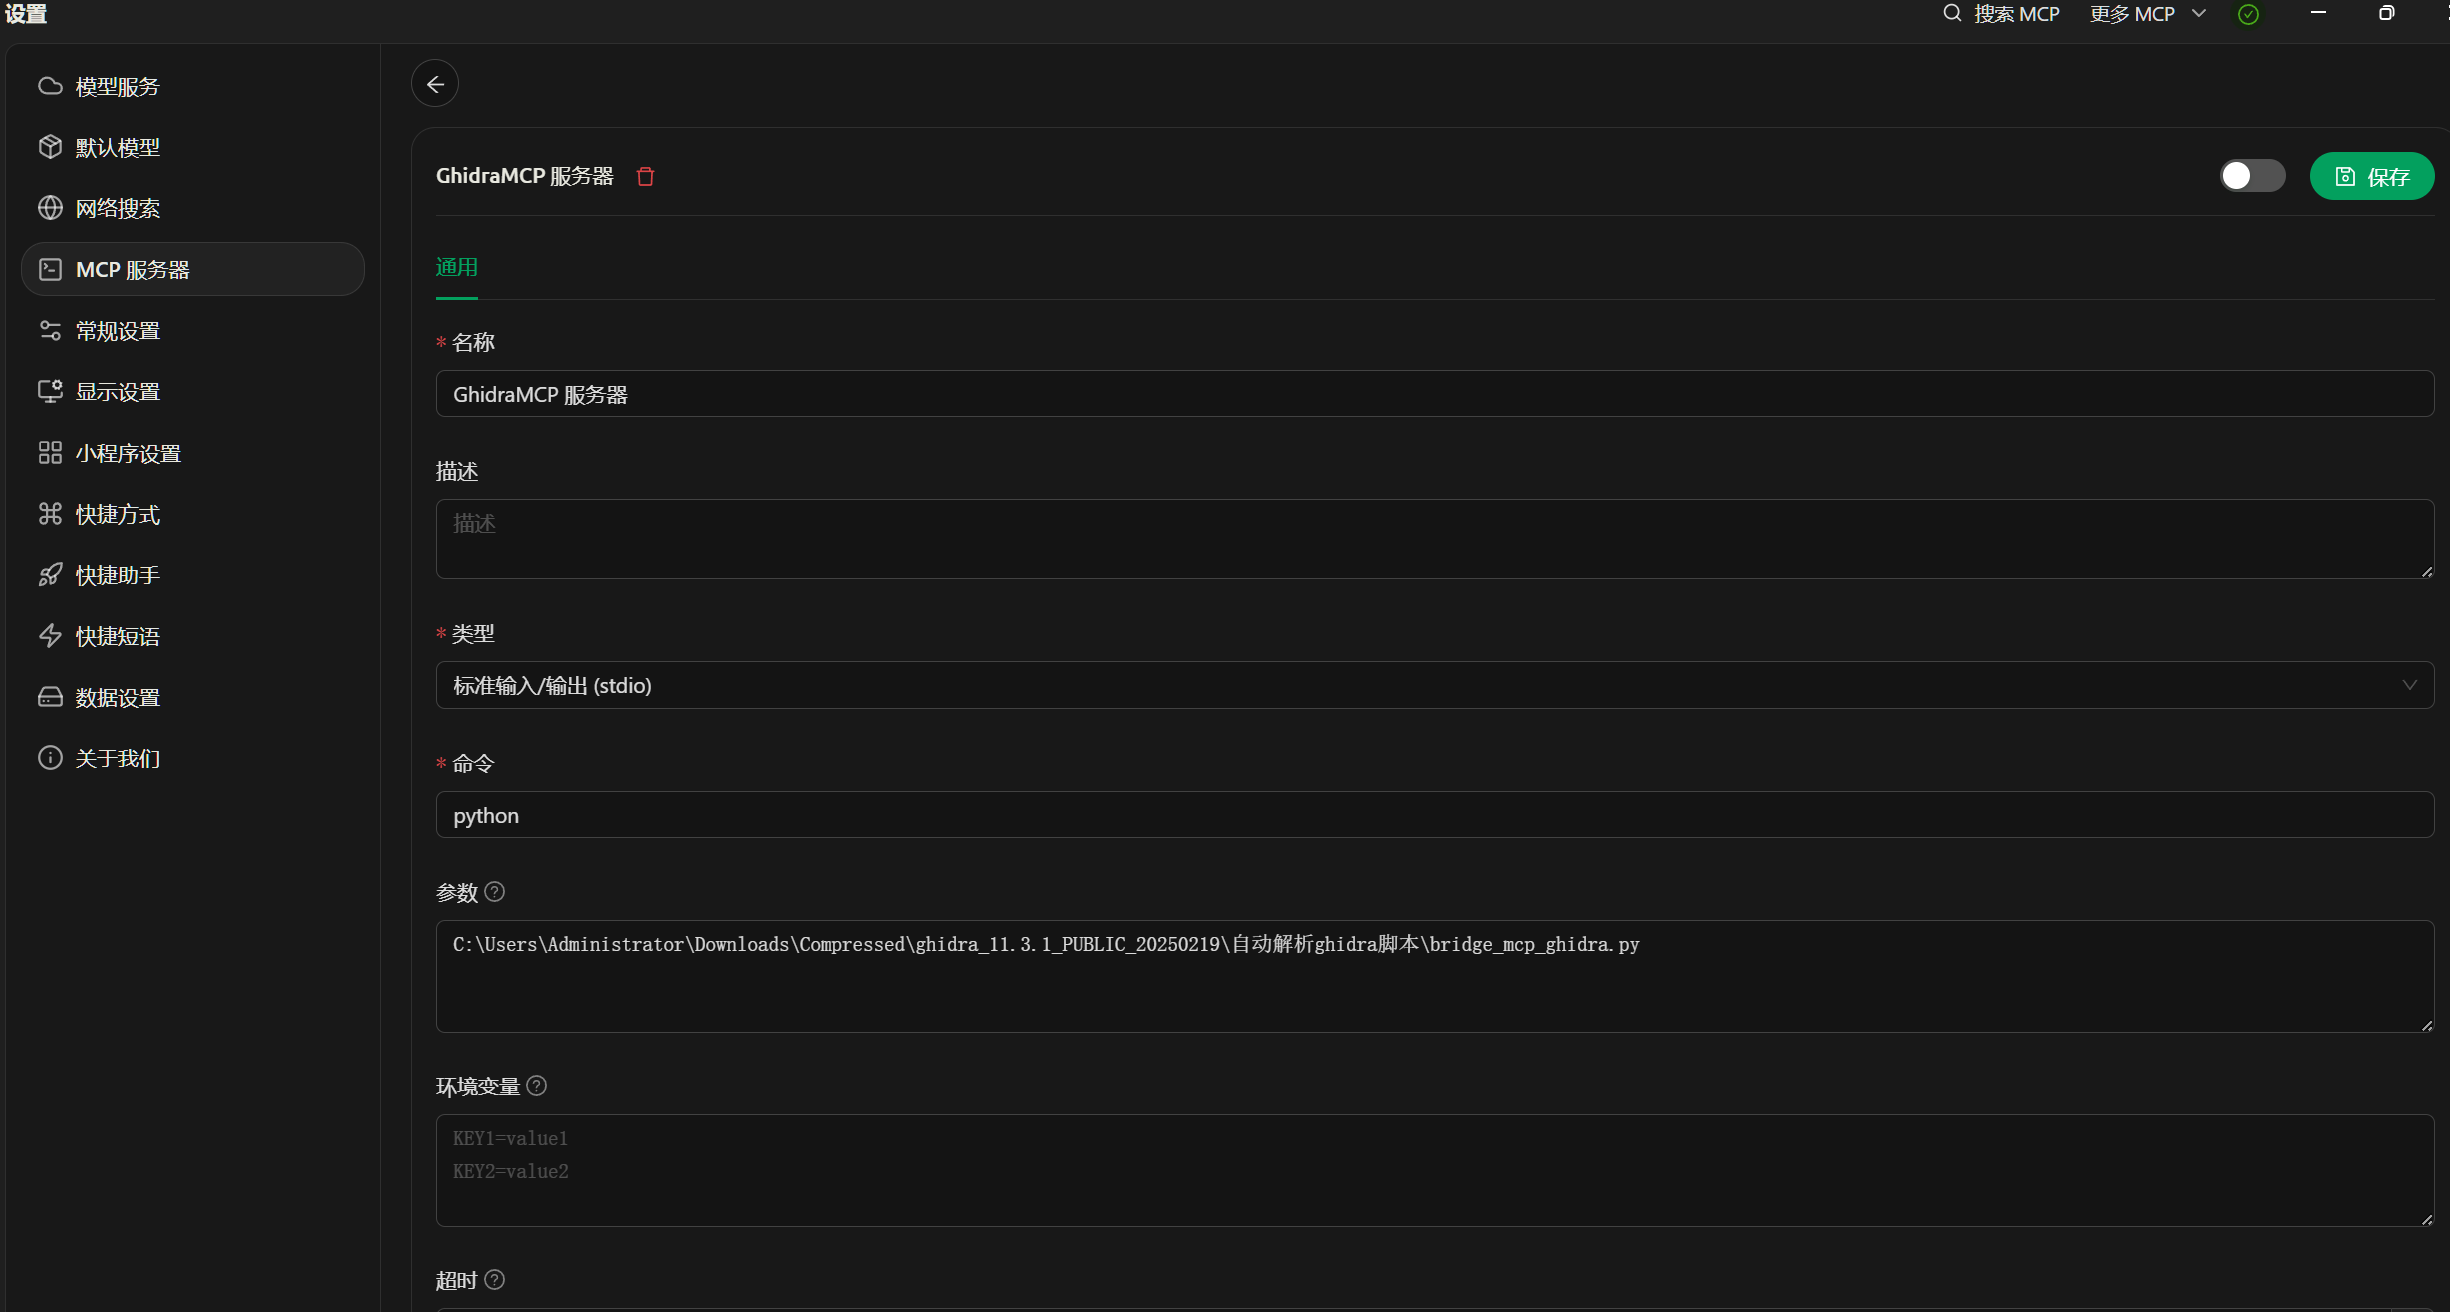 设置
搜索 MCP
更多 MCP
模型服务
默认模型
网络搜索
MCP 服务器
常规设置
显示设置
小程序设置
快捷方式
快捷助手
快捷短语
数据设置
关于我们
GhidraMCP 服务器
保存
通用
* 名称
GhidraMCP 服务器
描述
描述
* 类型
标准输入/输出 (stdio)
* 命令
python
参数
C:\Users\Administrator\Downloads\Compressed\ghidra_11.3.1_PUBLIC_20250219\自动解析ghidra脚本\bridge_mcp_ghidra.py
环境变量
KEY1=value1
KEY2=value2
超时